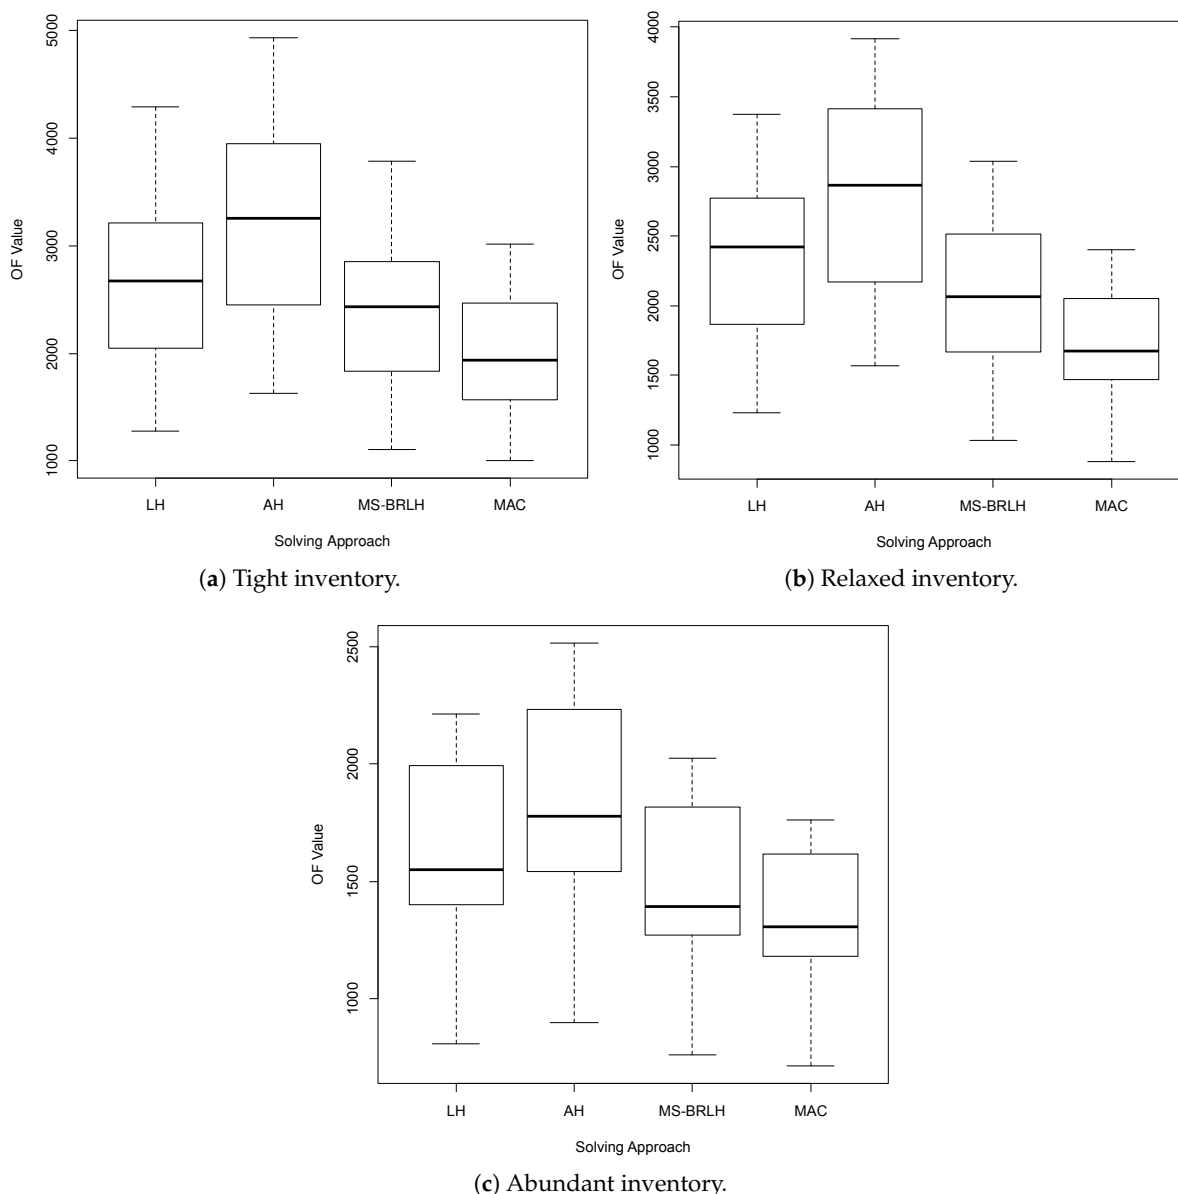 5000
4000
3000
2000
1000
OF Value
LH AH MS-BRLH MAC
Solving Approach
(a) Tight inventory.
4000
3500
3000
2500
2000
1500
1000
OF Value
LH AH MS-BRLH MAC
Solving Approach
(b) Relaxed inventory.
2500
2000
1500
1000
OF Value
LH AH MS-BRLH MAC
Solving Approach
(c) Abundant inventory.